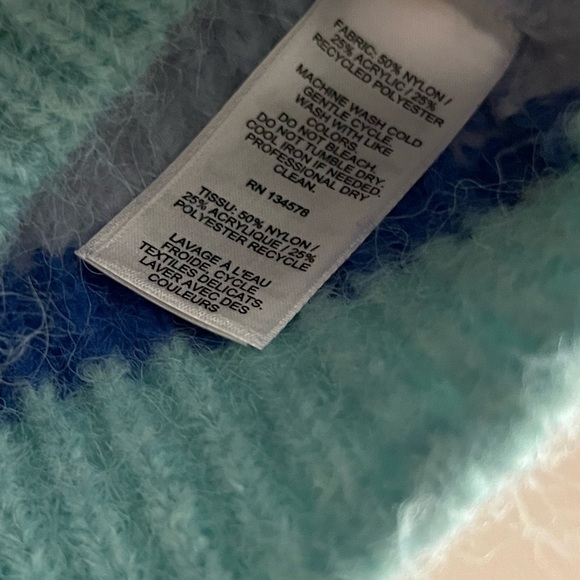 FABRIC: 50% NYLON /
25% ACRYLIC / 25%
RECYCLED POLYESTER
MACHINE WASH COLD
GENTLE CYCLE.
WASH WITH LIKE
COLORS.
DO NOT BLEACH.
DO NOT TUMBLE DRY.
COOL IRON IF NEEDED.
PROFESSIONAL DRY
CLEAN.
RN 134578
TISSU: 50% NYLON /
25% ACRYLIQUE / 25%
POLYESTER RECYCLE
LAVAGE À L'EAU
FROIDE, CYCLE
TEXTILES DELICATS.
LAVER AVEC DES
COULEURS